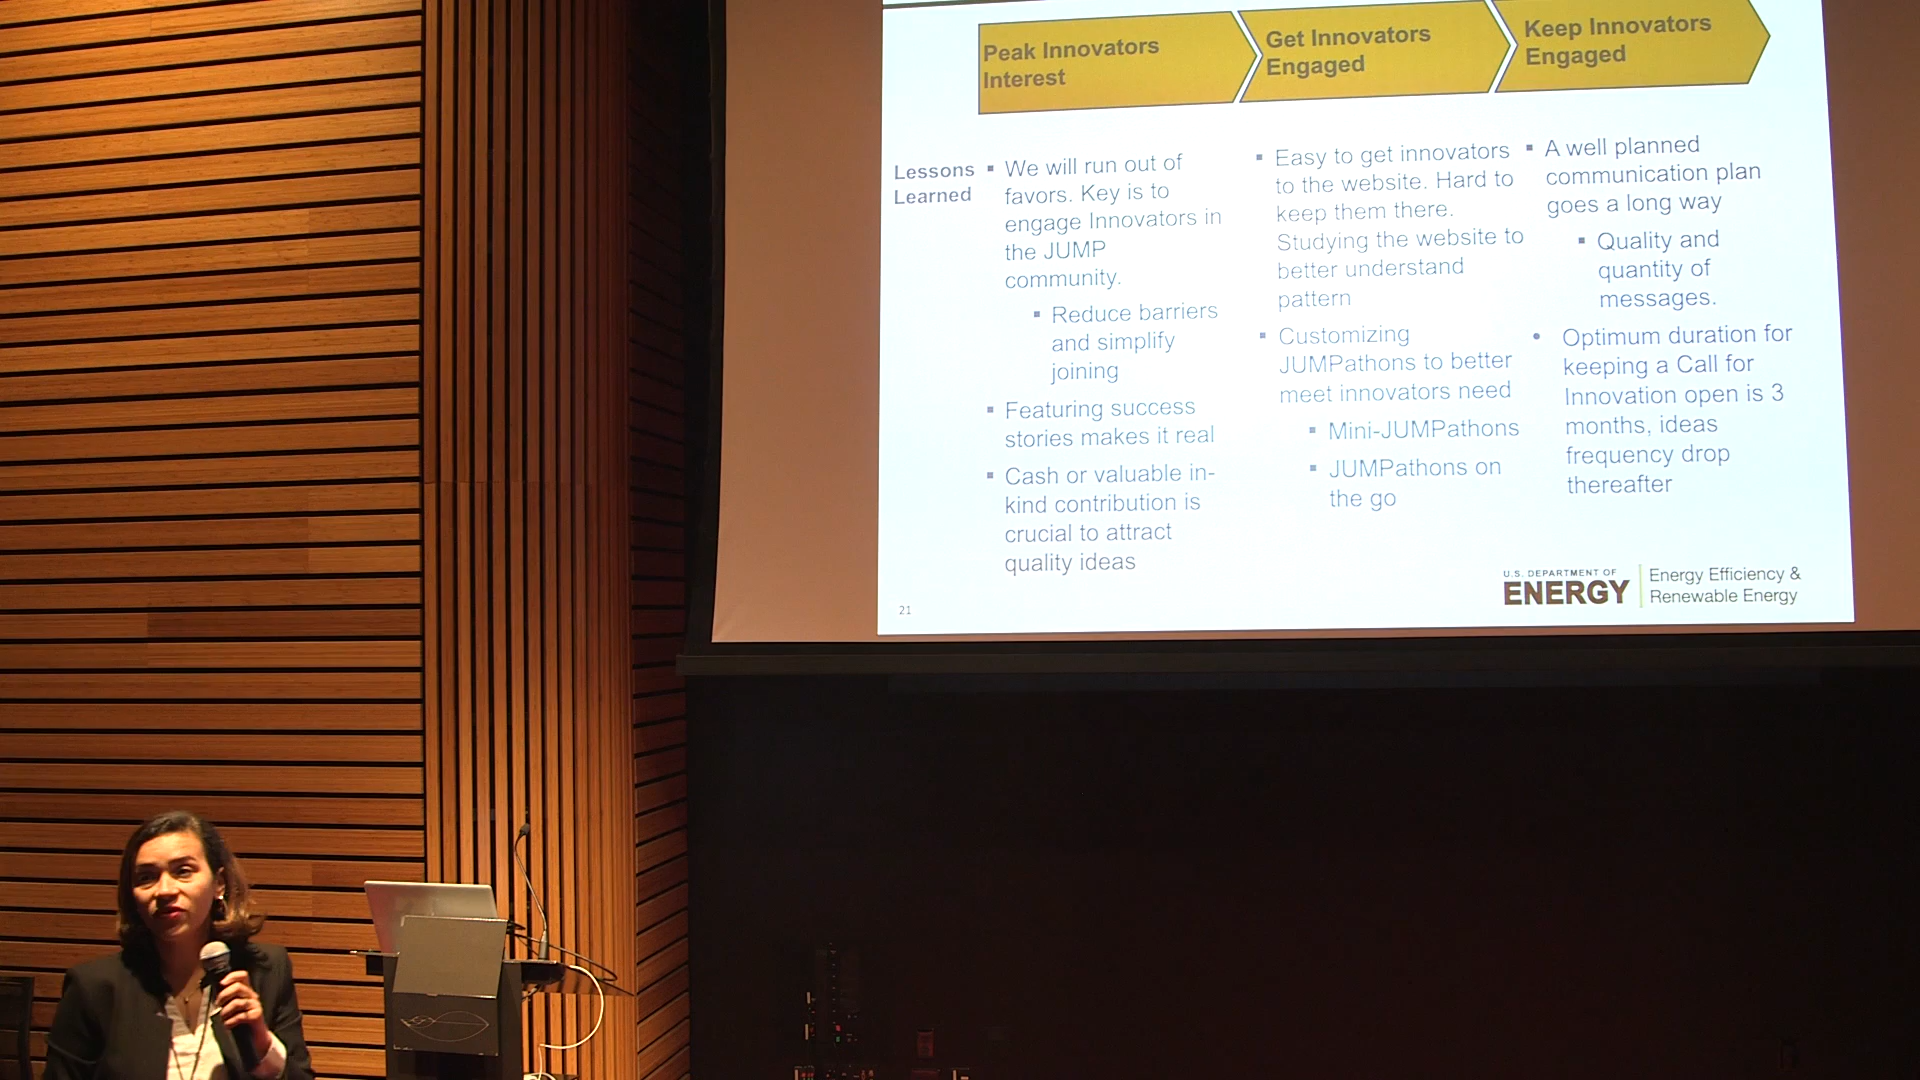 Peak Innovators
Interest
Get Innovators
Engaged
Keep Innovators
Engaged
Lessons
Learned
▪ We will run out of
favors. Key is to
engage Innovators in
the JUMP
community.
▪ Reduce barriers
and simplify
joining
▪ Featuring success
stories makes it real
▪ Cash or valuable in-
kind contribution is
crucial to attract
quality ideas
▪ Easy to get innovators
to the website. Hard to
keep them there.
Studying the website to
better understand
pattern
▪ Customizing
JUMPathons to better
meet innovators need
▪ Mini-JUMPathons
▪ JUMPathons on
the go
▪ A well planned
communication plan
goes a long way
▪ Quality and
quantity of
messages.
• Optimum duration for
keeping a Call for
Innovation open is 3
months, ideas
frequency drop
thereafter
21
U.S. DEPARTMENT OF
ENERGY
Energy Efficiency &
Renewable Energy